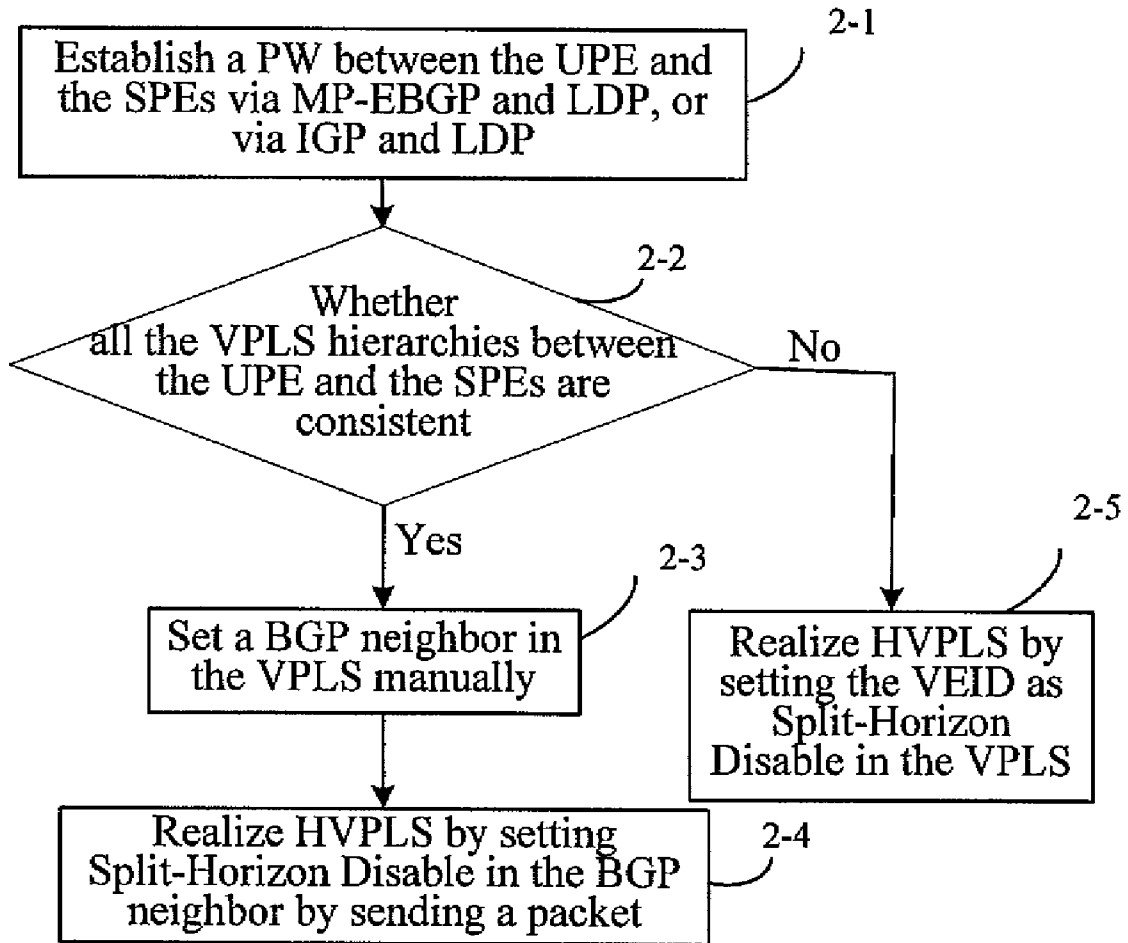 2-1
Establish a PW between the UPE and
the SPEs via MP-EBGP and LDP, or
via IGP and LDP
2-2
Whether
all the VPLS hierarchies between
the UPE and the SPEs are
consistent
No
Yes
2-3
Set a BGP neighbor in
the VPLS manually
2-5
Realize HVPLS by
setting the VEID as
Split-Horizon
Disable in the VPLS
Realize HVPLS by setting
Split-Horizon Disable in the BGP
neighbor by sending a packet
2-4